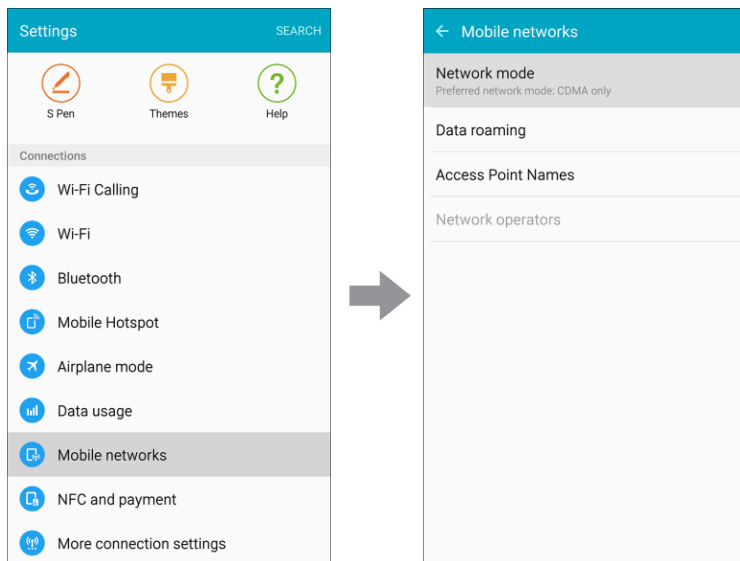 Settings
SEARCH
S Pen
Themes
Help
Connections
Wi-Fi Calling
Wi-Fi
Bluetooth
Mobile Hotspot
Airplane mode
Data usage
Mobile networks
NFC and payment
More connection settings
Mobile networks
Network mode
Preferred network mode: CDMA only
Data roaming
Access Point Names
Network operators